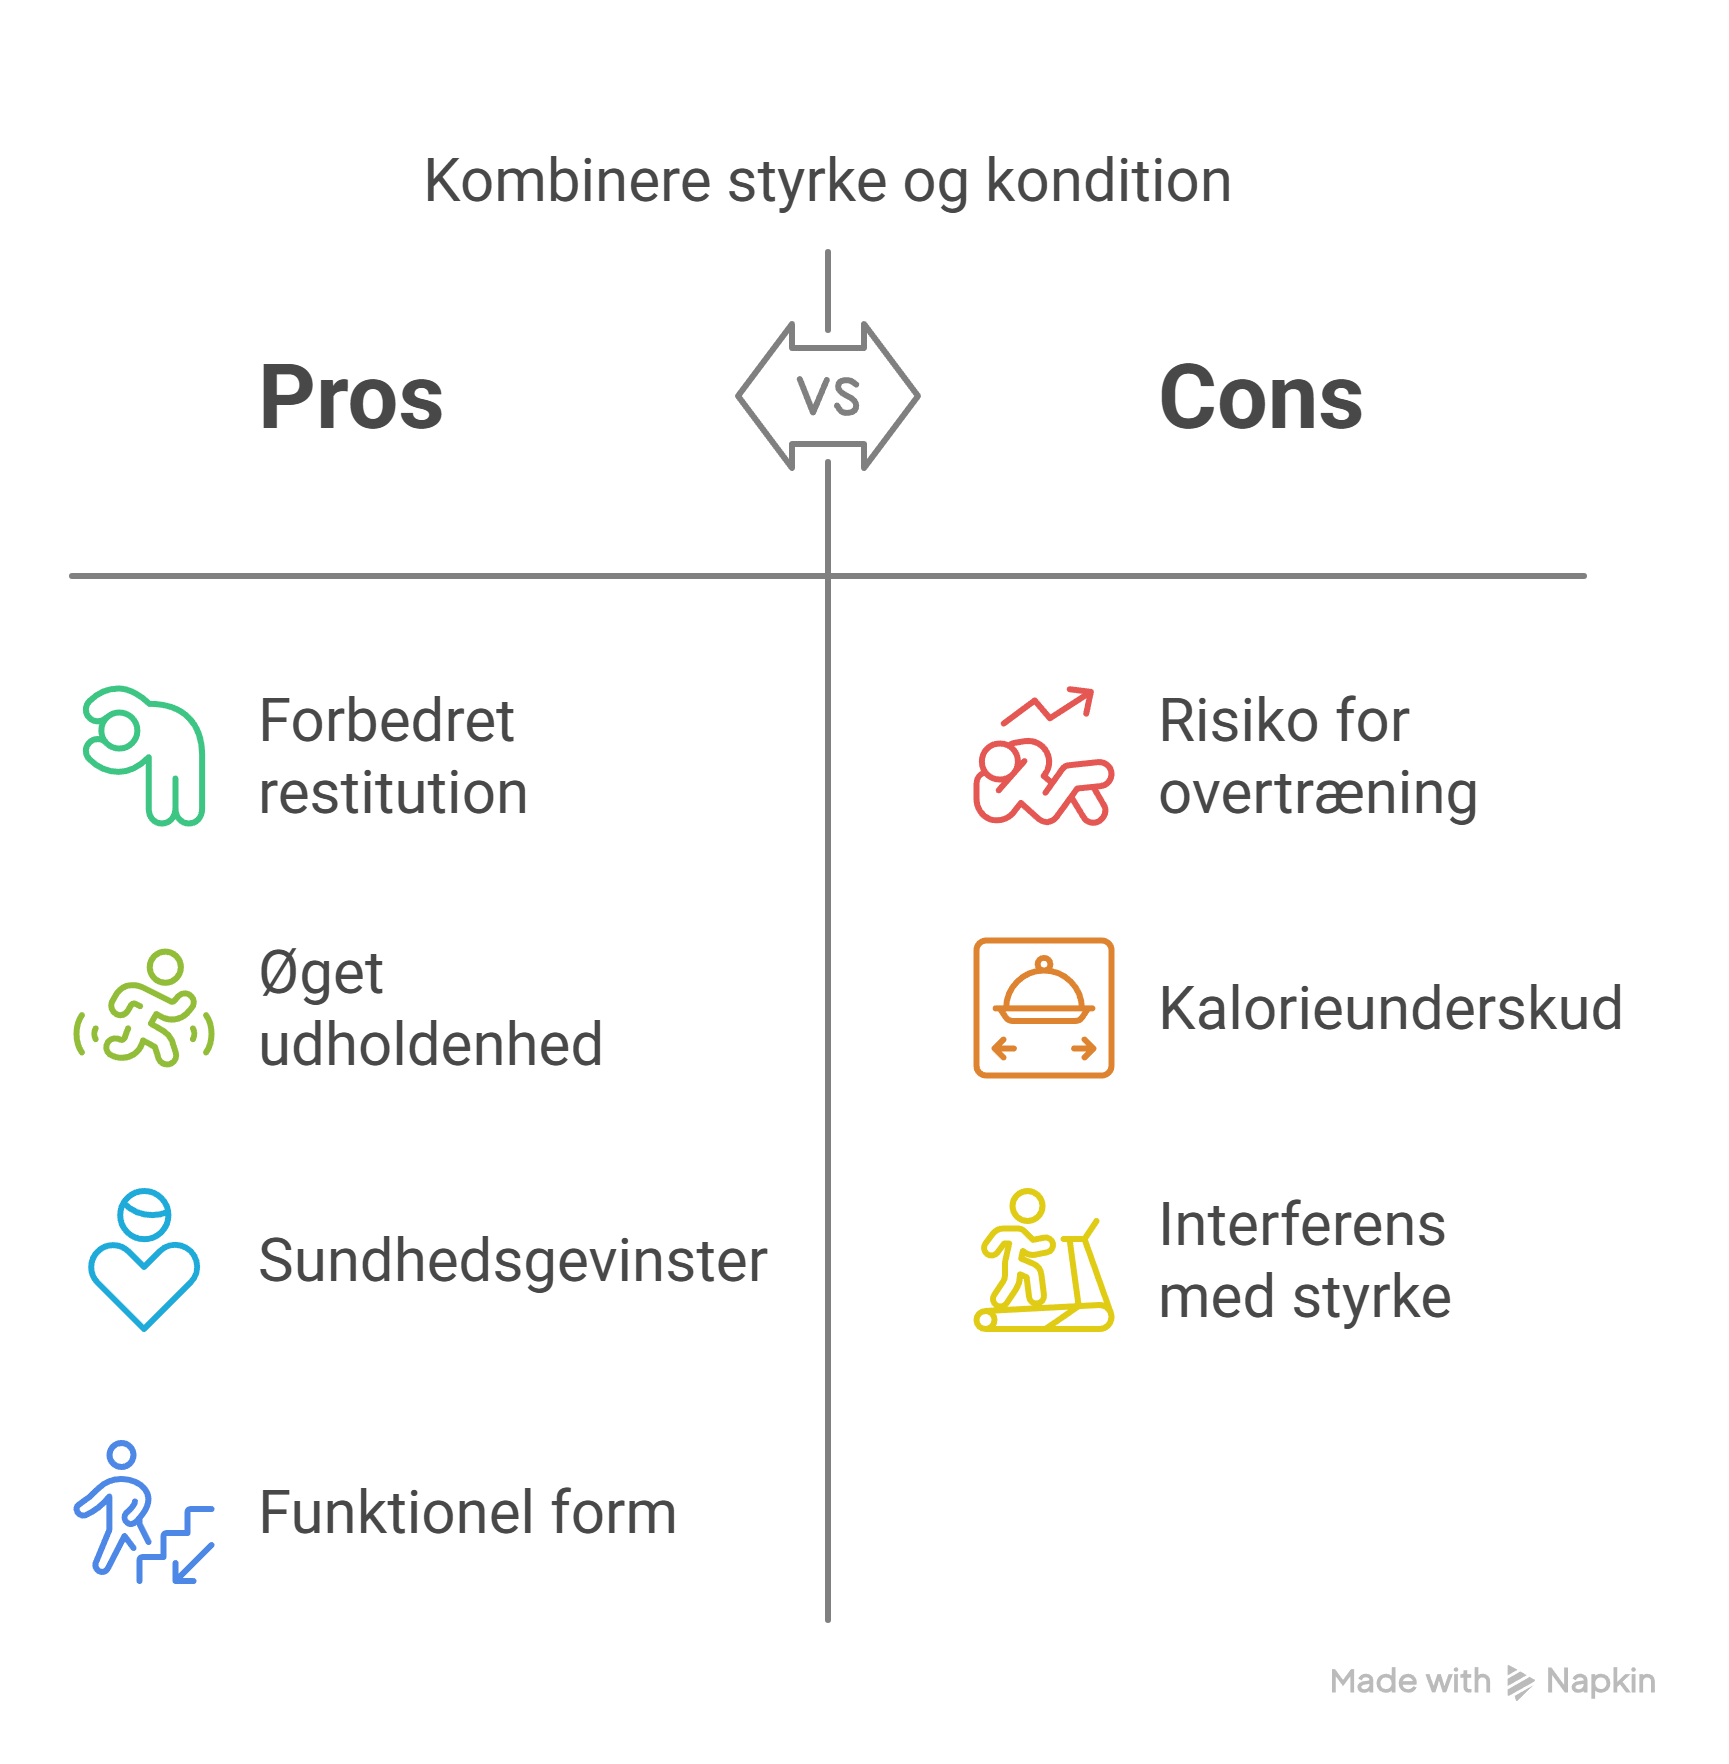 Kombinere styrke og kondition
Pros
VS
Cons
Forbedret
restitution
Øget
udholdenhed
Sundhedsgevinster
Funktionel form
Risiko for
overtræning
Kalorieunderskud
Interferens
med styrke
Made with Napkin